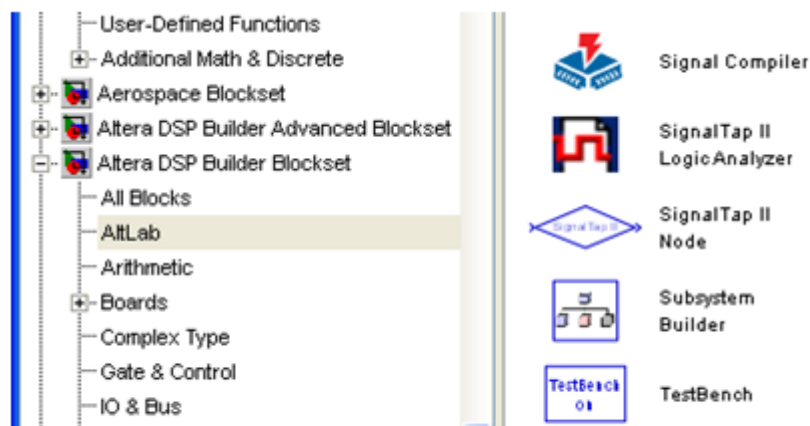 User-Defined Functions
Additional Math & Discrete
Aerospace Blockset
Altera DSP Builder Advanced Blockset
Altera DSP Builder Blockset
All Blocks
AltLab
Arithmetic
Boards
Complex Type
Gate & Control
IO & Bus
Signal Compiler
SignalTap II
Logic Analyzer
SignalTap II
SignalTap II
Node
Subsystem
Builder
TestBench
On
TestBench